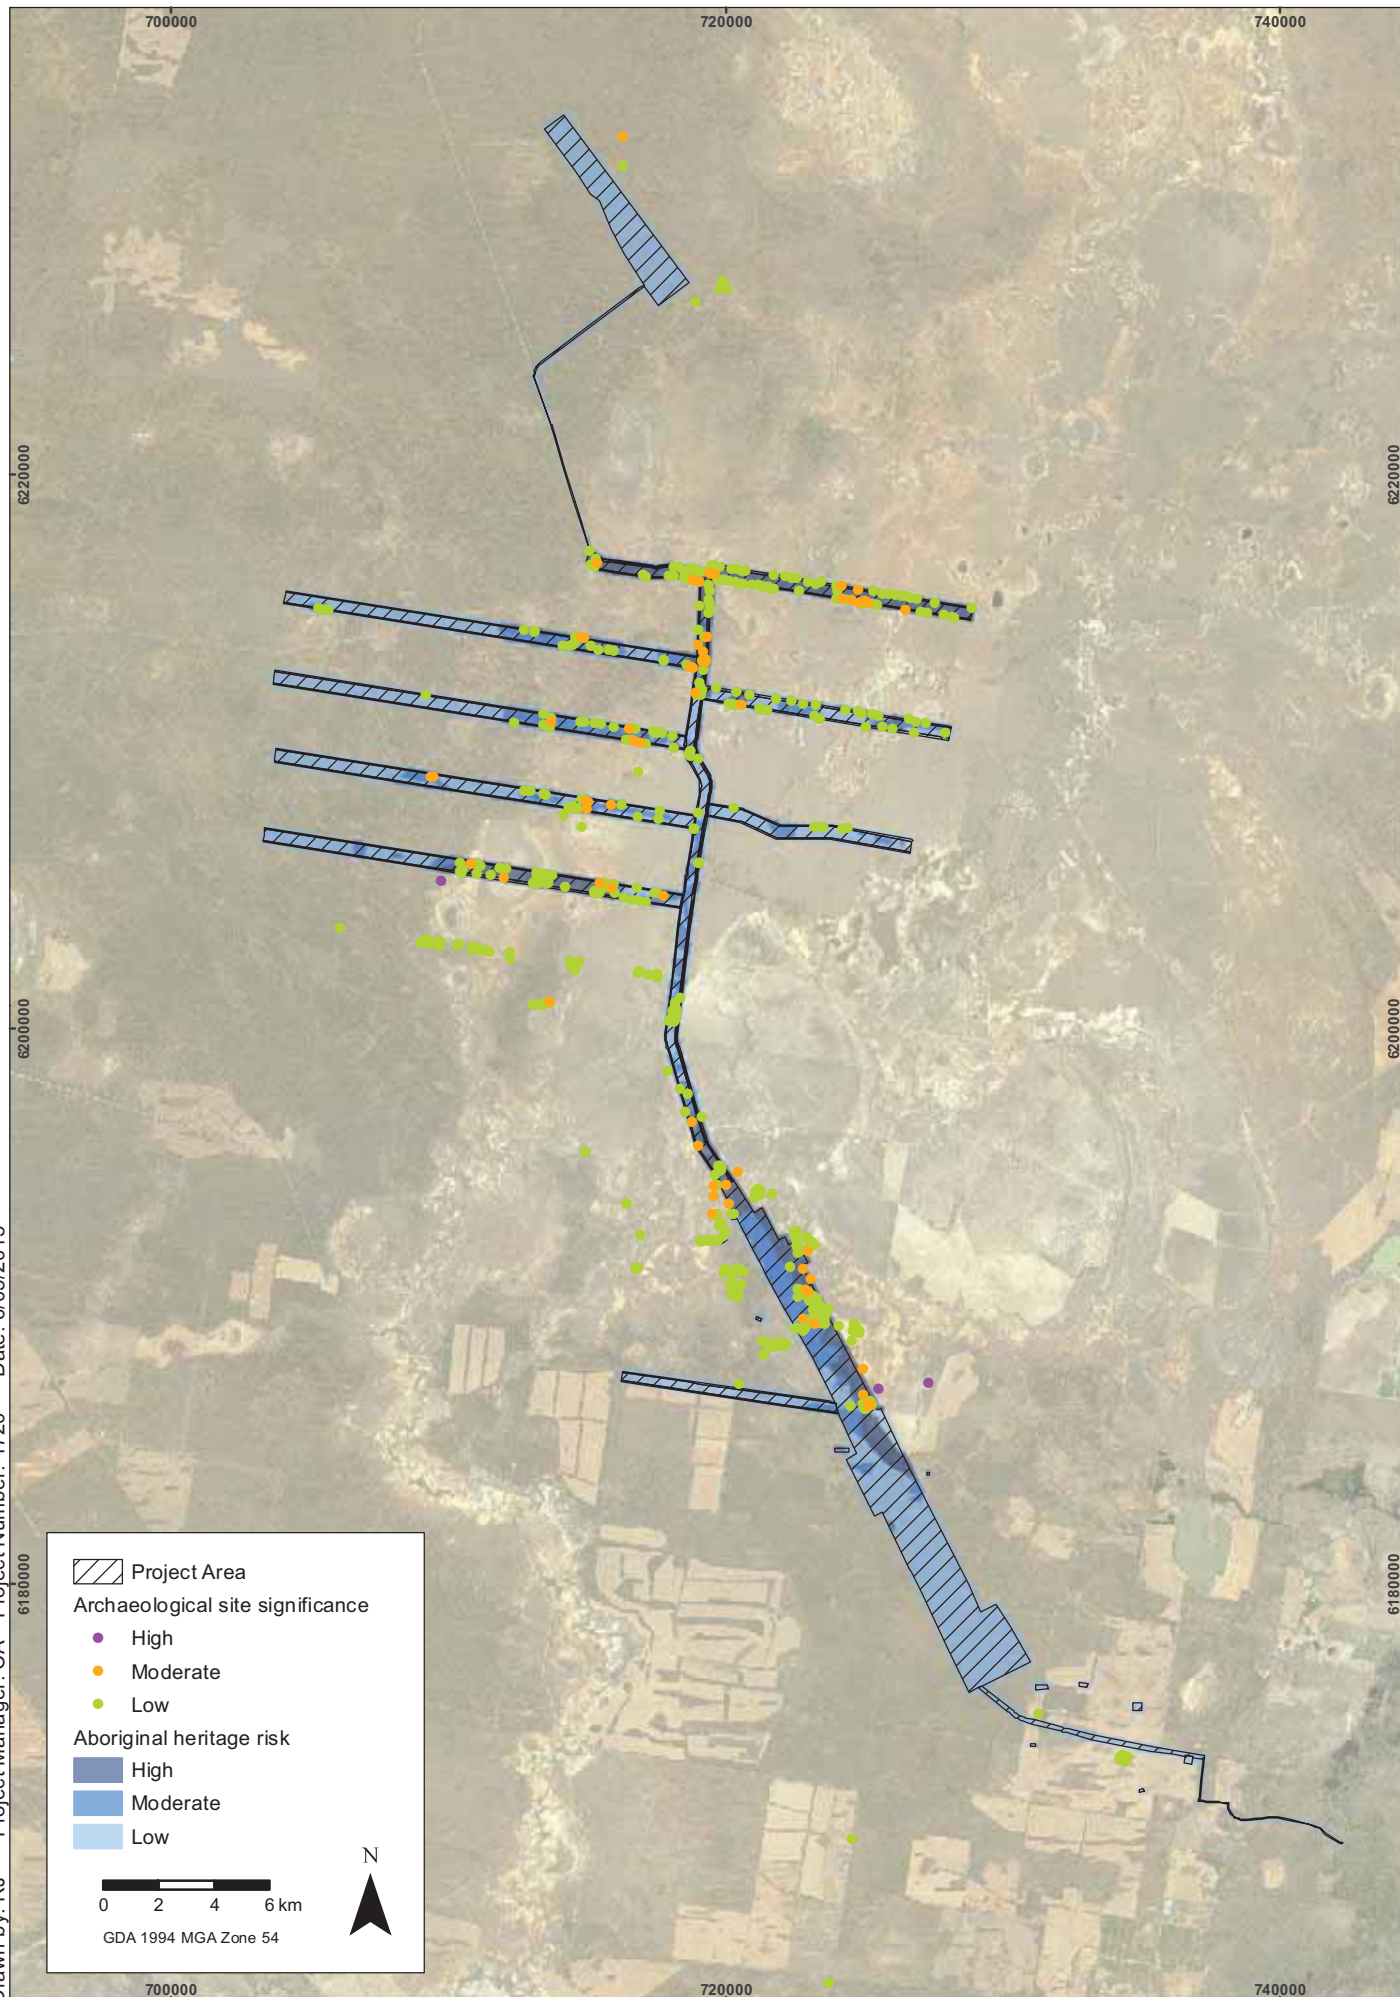 700000
720000
740000
6220000
6220000
6200000
6200000
6180000
6180000
Project Area
Archaeological site significance
High
Moderate
Low
Aboriginal heritage risk
High
Moderate
Low
N
0 2 4 6 km
GDA 1994 MGA Zone 54
700000
720000
740000